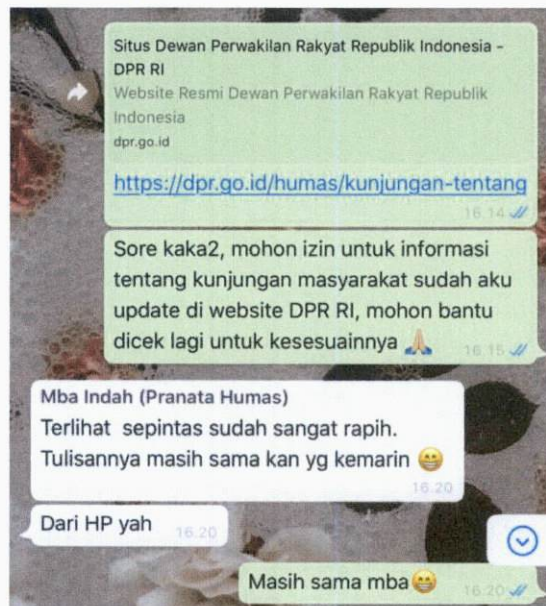 Situs Dewan Perwakilan Rakyat Republik Indonesia -
DPR RI
Website Resmi Dewan Perwakilan Rakyat Republik
Indonesia
dpr.go.id
https://dpr.go.id/humas/kunjungan-tentang
16.14
Sore kaka2, mohon izin untuk informasi
tentang kunjungan masyarakat sudah aku
update di website DPR RI, mohon bantu
dicek lagi untuk kesesuainnya 🙏🏻
16.15
Mba Indah (Pranata Humas)
Terlihat sepintas sudah sangat rapih.
Tulisannya masih sama kan yg kemarin 😁
16.20
Dari HP yah 16.20
Masih sama mba😁 16.20